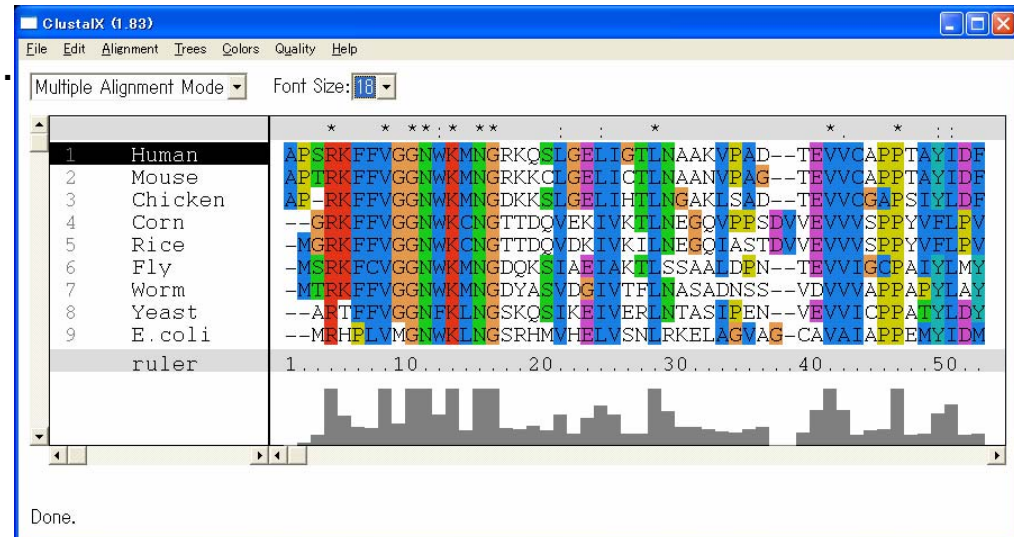 ClustalX (1.83)
File Edit Alignment Trees Colors Quality Help
Multiple Alignment Mode Font Size: 18
* * **:* ** : : * *. * ::
1 Human APSRKFFVGGNWKMNGRKQSLGELIGTLNAAKVPAD--TEVVCAPPTAYIDF
2 Mouse APTRKFFVGGNWKMNGRKKCLGELICTLNAANVPAG--TEVVCAPPTAYIDF
3 Chicken AP-RKFFVGGNWKMNGDKKSLGELIHTLNGAKLSAD--TEVVCGAPSIYLDF
4 Corn --GRKFFVGGNWKCNGTTDQVEKIVKTLNEGQVPPSDVVEVVVSPPYVFLPV
5 Rice -MGRKFFVGGNWKCNGTTDQVDKIVKILNEGQIASTDVVEVVVSPPYVFLPV
6 Fly -MSRKFCVGGNWKMNGDQKSIAEIAKTLSSAALDPN--TEVVIGCPAIYLMY
7 Worm -MTRKFFVGGNWKMNGDYASVDGIVTFLNASADNSS--VDVVVAPPAPYLAY
8 Yeast --ARTFFVGGNFKLNGSKQSIKEIVERLNTASIPEN--VEVVICPPATYLDY
9 E.coli --MRHPLVMGNWKLNGSRHMVHELVSNLRKELAGVAG-CAVAIAPPEMYIDM
ruler 1.......10........20........30........40........50..
Done.